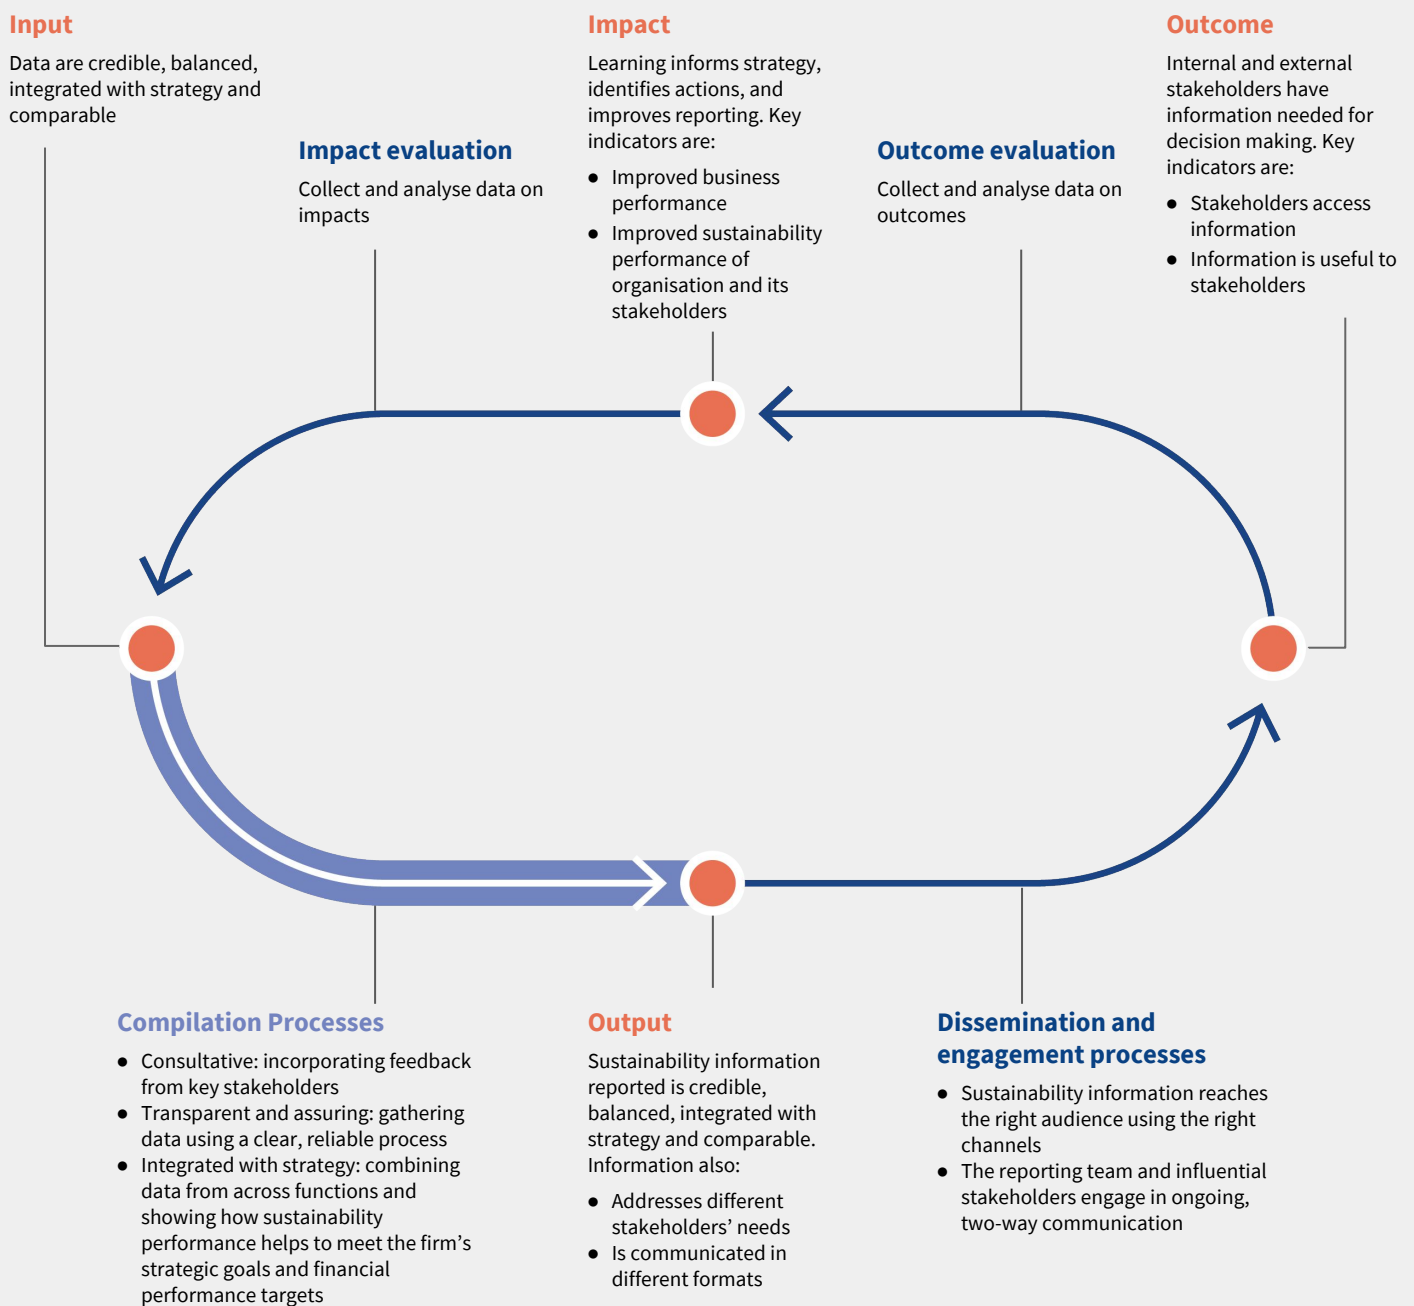 Input
Data are credible, balanced,
integrated with strategy and
comparable
Impact evaluation
Collect and analyse data on
impacts
Impact
Learning informs strategy,
identifies actions, and
improves reporting. Key
indicators are:
● Improved business
performance
● Improved sustainability
performance of
organisation and its
stakeholders
Outcome evaluation
Collect and analyse data on
outcomes
Outcome
Internal and external
stakeholders have
information needed for
decision making. Key
indicators are:
● Stakeholders access
information
● Information is useful to
stakeholders
Compilation Processes
● Consultative: incorporating feedback
from key stakeholders
● Transparent and assuring: gathering
data using a clear, reliable process
● Integrated with strategy: combining
data from across functions and
showing how sustainability
performance helps to meet the firm’s
strategic goals and financial
performance targets
Output
Sustainability information
reported is credible,
balanced, integrated with
strategy and comparable.
Information also:
● Addresses different
stakeholders’ needs
● Is communicated in
different formats
Dissemination and
engagement processes
● Sustainability information reaches
the right audience using the right
channels
● The reporting team and influential
stakeholders engage in ongoing,
two-way communication